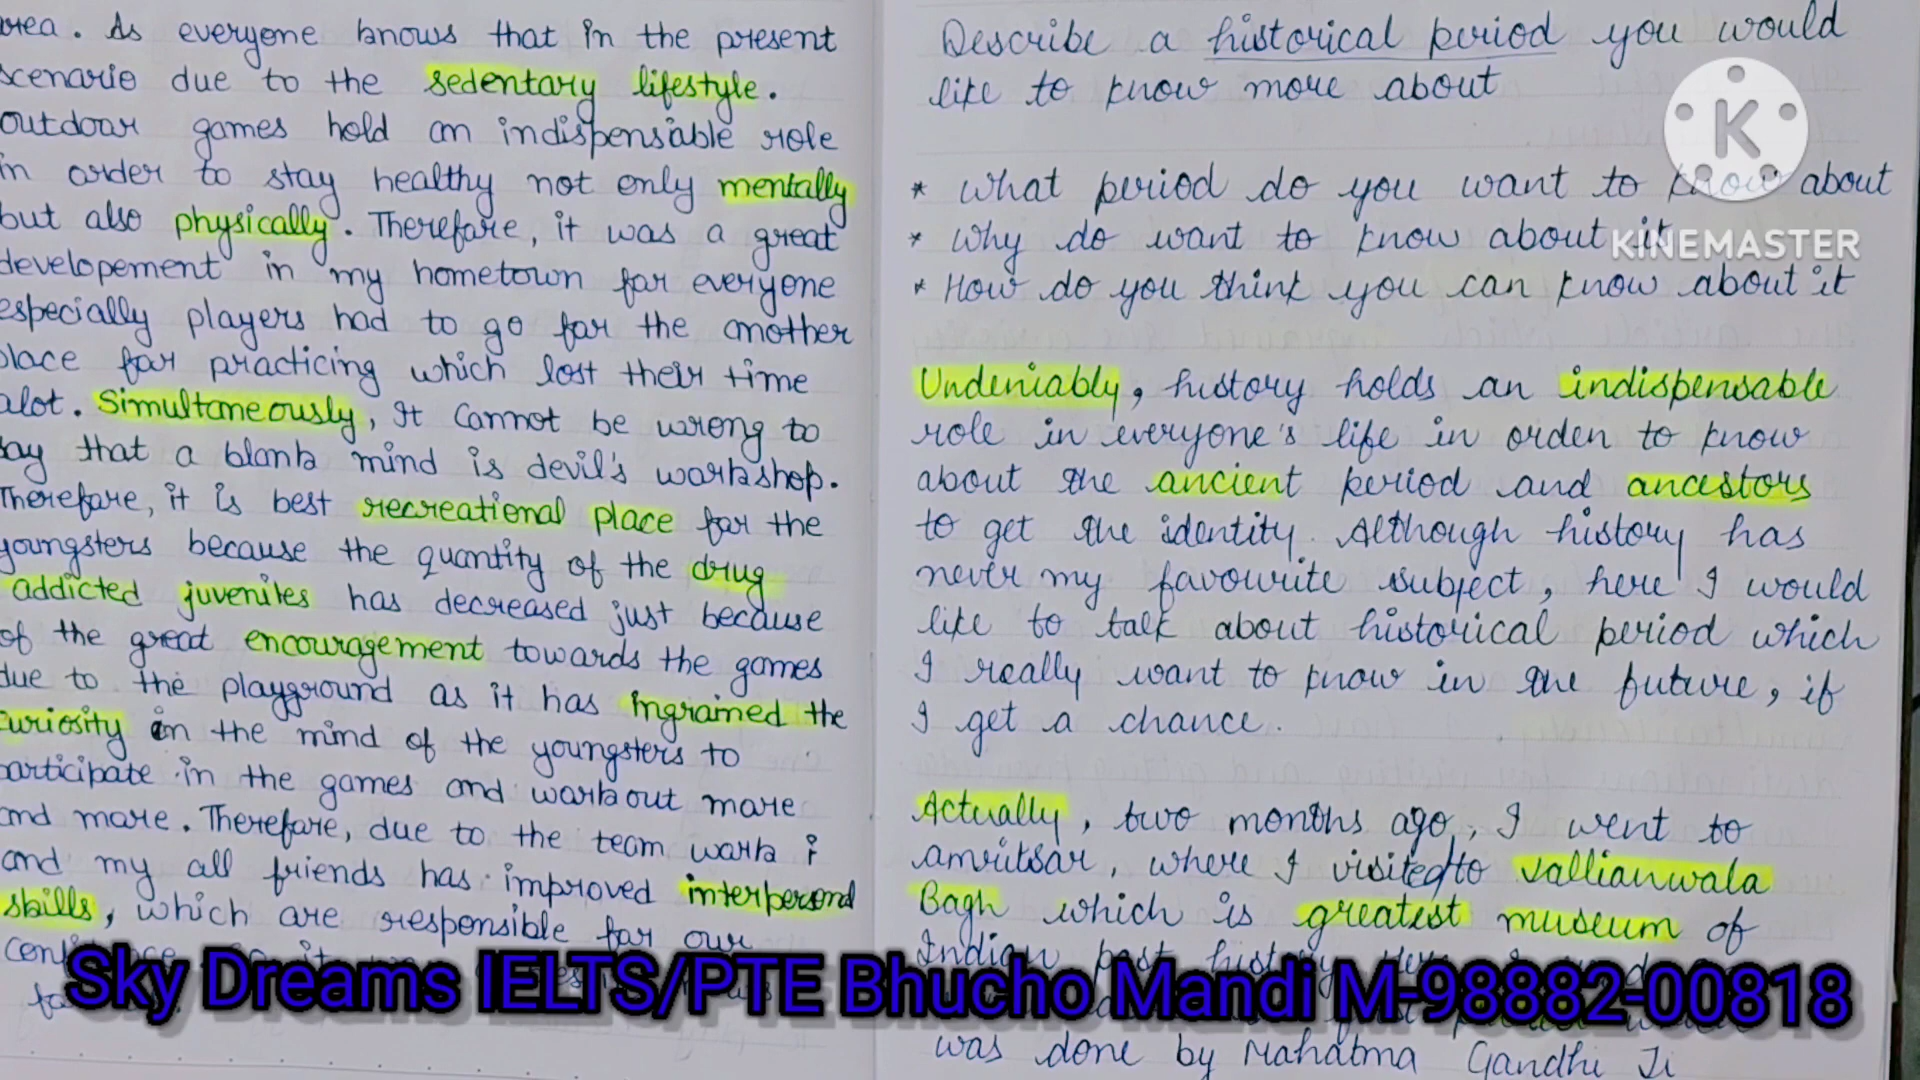 area. As everyone knows that in the present
scenario due to the sedentary lifestyle.
outdoor games hold an indispensable role
in order to stay healthy not only mentally
but also physically. Therefore, it was a great
developement in my hometown for everyone
especially players had to go for the another
place for practicing which lost their time
alot. Simultaneously, It cannot be wrong to
say that a blank mind is devil's workshop.
Therefore, it is best recreational place for the
youngsters because the quantity of the drug
addicted juveniles has decreased just because
of the great encouragement towards the games
due to the playground as it has ingrained the
curiosity in the mind of the youngsters to
participate in the games and workout more
and more. Therefore, due to the team work i
and my all friends has improved interpersonal
skills, which are responsible for our
Describe a historical period you would
like to know more about
* What period do you want to know about
* Why do want to know about it
* How do you think you can know about it
Undeniably, history holds an indispensable
role in everyone's life in orden to know
about the ancient period and ancestors
to get the identity. Although history has
never my favourite subject, here I would
like to talk about historical period which
I really want to know in the future, if
I get a chance.
Actually, two months ago, I went to
amritsar, where I visited to Jallianwala
Bagh which is greatest museum of
Indian past history
was done by Mahatma Gandhi Ji
K
KINEMASTER
Sky Dreams IELTS/PTE Bhucho Mandi M-98882-00818